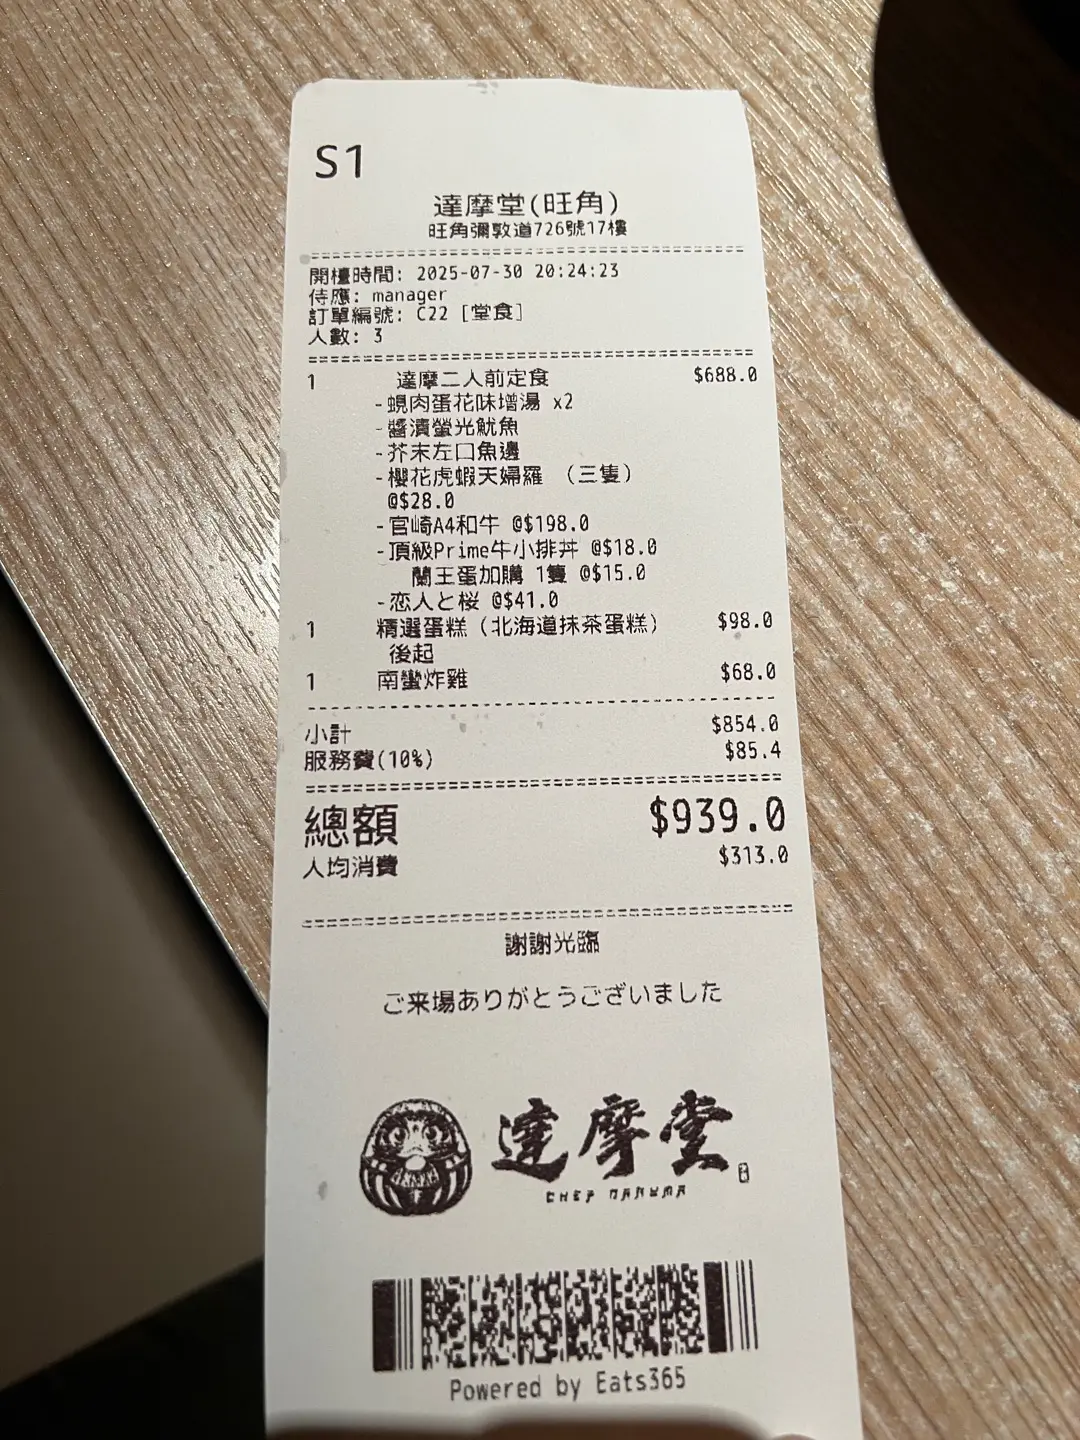 S1
達摩堂(旺角)
旺角彌敦道726號17樓
開檯時間: 2025-07-30 20:24:23
侍應: manager
訂單編號: C22 [堂食]
人數: 3
1 達摩二人前定食 $688.0
-蜆肉蛋花味增湯 x2
-醬漬螢光魷魚
-芥末左口魚邊
-櫻花虎蝦天婦羅 （三隻）
@$28.0
-宮崎A4和牛 @$198.0
-頂級Prime牛小排丼 @$18.0
蘭王蛋加購 1隻 @$15.0
-恋人と桜 @$41.0
1 精選蛋糕（北海道抹茶蛋糕） $98.0
後起
1 南蠻炸雞 $68.0
小計 $854.0
服務費(10%) $85.4
總額 $939.0
人均消費 $313.0
謝謝光臨
ご来場ありがとうございました
達摩堂
CHEF MARUMA
Powered by Eats365